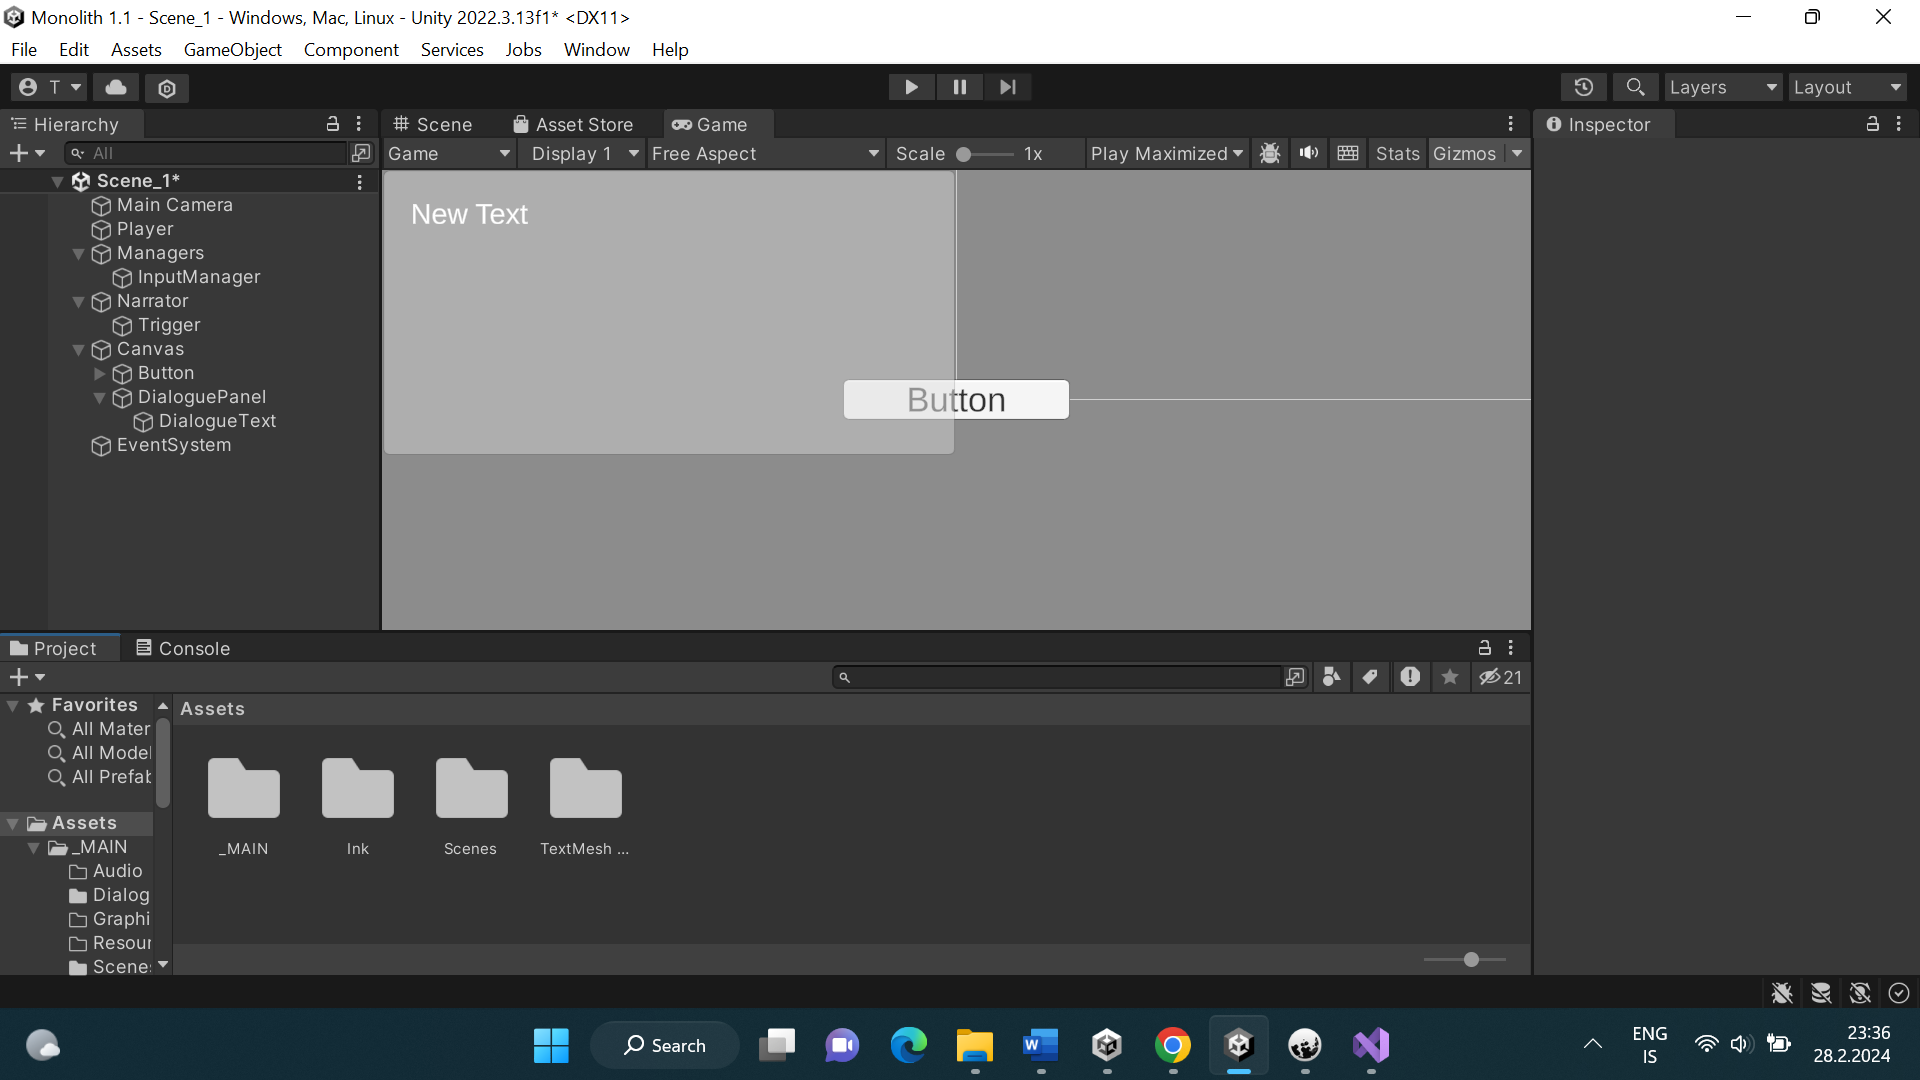 Monolith 1.1 - Scene_1 - Windows, Mac, Linux - Unity 2022.3.13f1* <DX11>
File Edit Assets GameObject Component Services Jobs Window Help
T Layers Layout
Hierarchy
All
Scene_1*
Main Camera
Player
Managers
InputManager
Narrator
Trigger
Canvas
Button
DialoguePanel
DialogueText
EventSystem
Scene Asset Store Game
Game Display 1 Free Aspect Scale 1x Play Maximized Stats Gizmos
New Text
Button
Inspector
Project Console
21
Favorites
All Mater
All Model
All Prefab
Assets
_MAIN
Audio
Dialog
Graphi
Resour
Scenes
Assets
_MAIN Ink Scenes TextMesh ...
Search
W
ENG
IS
23:36
28.2.2024